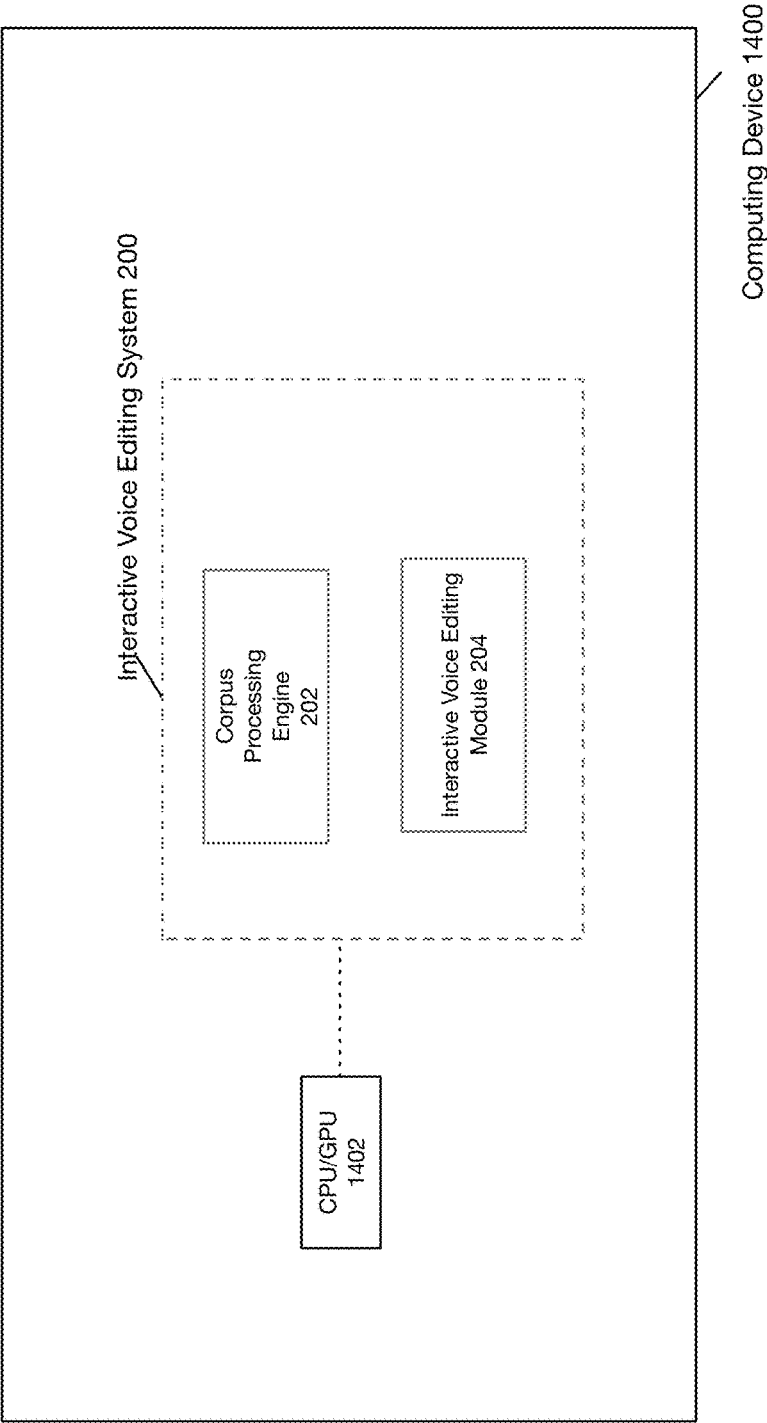 Interactive Voice Editing System 200
Corpus
Processing
Engine
202
Interactive Voice Editing
Module 204
CPU/GPU
1402
Computing Device 1400